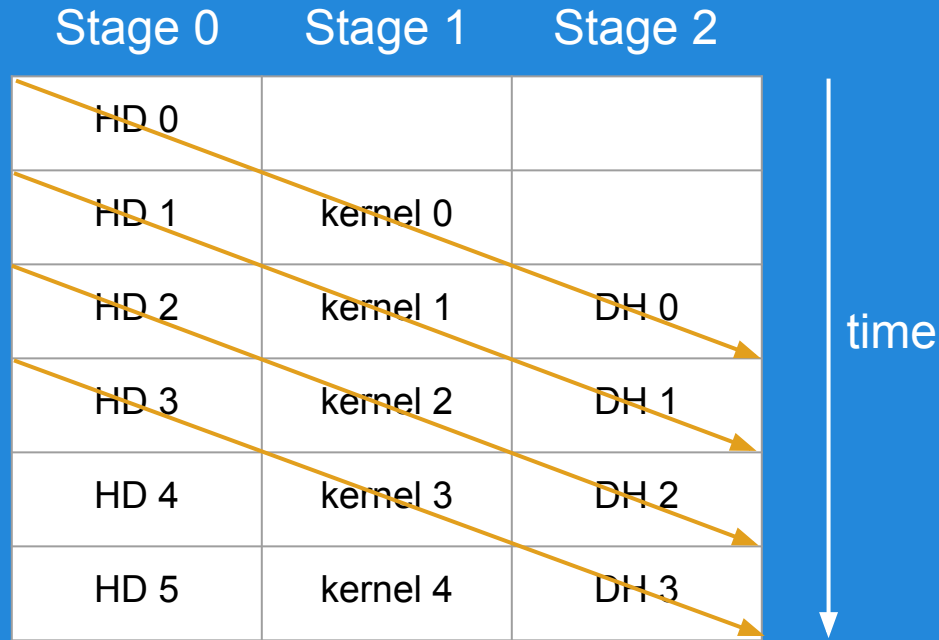 Stage 0 Stage 1 Stage 2
HD 0
HD 1 kernel 0
HD 2 kernel 1 DH 0
time
HD 3 kernel 2 DH 1
HD 4 kernel 3 DH 2
HD 5 kernel 4 DH 3